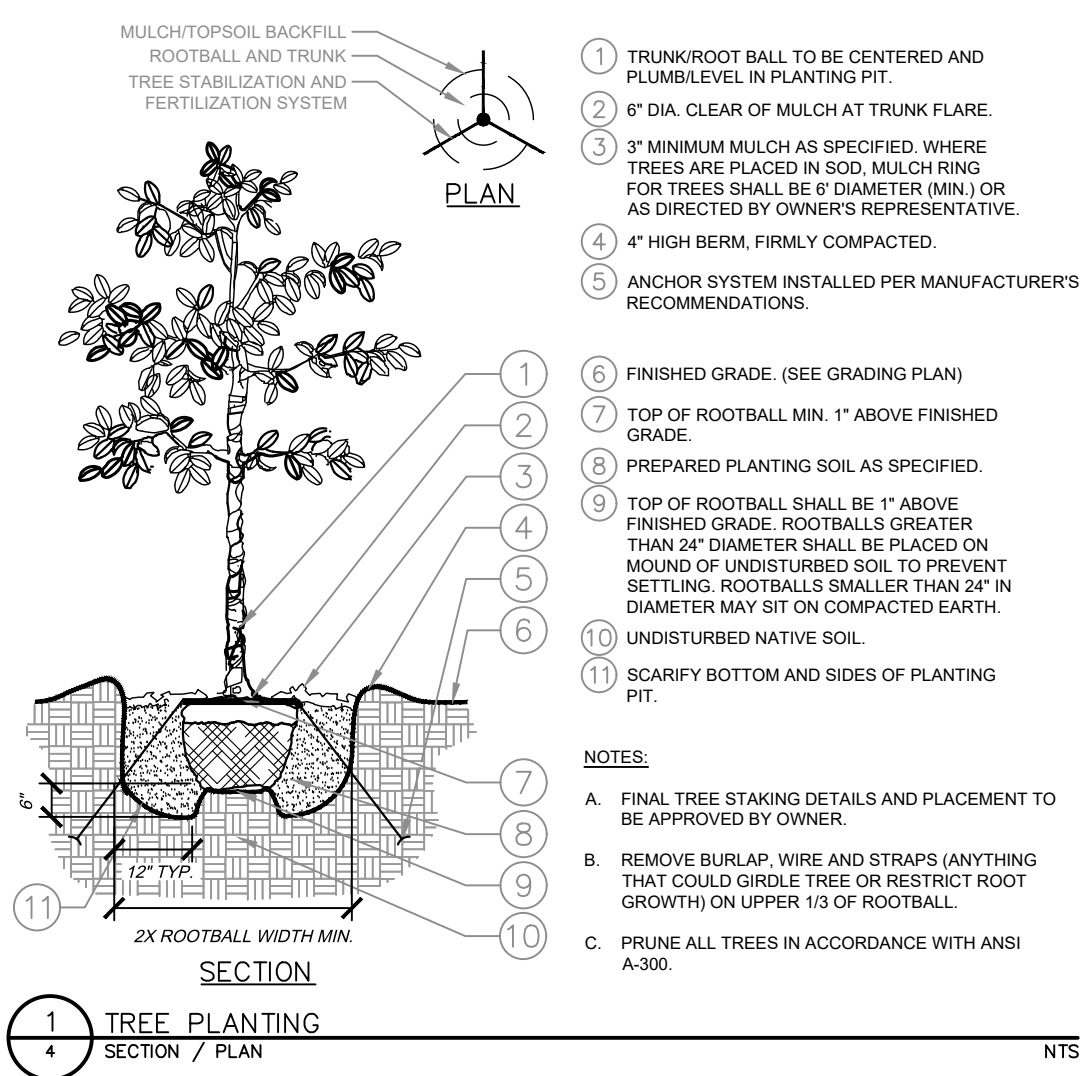 MULCH/TOPSOIL BACKFILL
ROOTBALL AND TRUNK
TREE STABILIZATION AND
FERTILIZATION SYSTEM
PLAN
1 TRUNK/ROOT BALL TO BE CENTERED AND
PLUMB/LEVEL IN PLANTING PIT.
2 6" DIA. CLEAR OF MULCH AT TRUNK FLARE.
3 3" MINIMUM MULCH AS SPECIFIED. WHERE
TREES ARE PLACED IN SOD, MULCH RING
FOR TREES SHALL BE 6' DIAMETER (MIN.) OR
AS DIRECTED BY OWNER'S REPRESENTATIVE.
4 4" HIGH BERM, FIRMLY COMPACTED.
5 ANCHOR SYSTEM INSTALLED PER MANUFACTURER'S
RECOMMENDATIONS.
6 FINISHED GRADE. (SEE GRADING PLAN)
7 TOP OF ROOTBALL MIN. 1" ABOVE FINISHED
GRADE.
8 PREPARED PLANTING SOIL AS SPECIFIED.
9 TOP OF ROOTBALL SHALL BE 1" ABOVE
FINISHED GRADE. ROOTBALLS GREATER
THAN 24" DIAMETER SHALL BE PLACED ON
MOUND OF UNDISTURBED SOIL TO PREVENT
SETTLING. ROOTBALLS SMALLER THAN 24" IN
DIAMETER MAY SIT ON COMPACTED EARTH.
10 UNDISTURBED NATIVE SOIL.
11 SCARIFY BOTTOM AND SIDES OF PLANTING
PIT.
NOTES:
A. FINAL TREE STAKING DETAILS AND PLACEMENT TO
BE APPROVED BY OWNER.
B. REMOVE BURLAP, WIRE AND STRAPS (ANYTHING
THAT COULD GIRDLE TREE OR RESTRICT ROOT
GROWTH) ON UPPER 1/3 OF ROOTBALL.
C. PRUNE ALL TREES IN ACCORDANCE WITH ANSI
A-300.
1
2
3
4
5
6
7
8
9
10
11
6"
12" TYP.
2X ROOTBALL WIDTH MIN.
SECTION
1 TREE PLANTING
4 SECTION / PLAN NTS